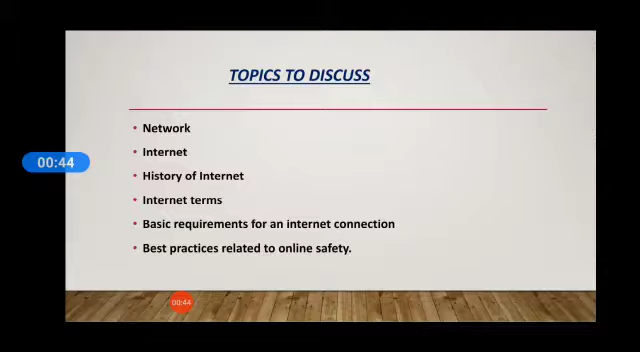 TOPICS TO DISCUSS
• Network
• Internet
00:44
• History of Internet
• Internet terms
• Basic requirements for an internet connection
• Best practices related to online safety.
00:44